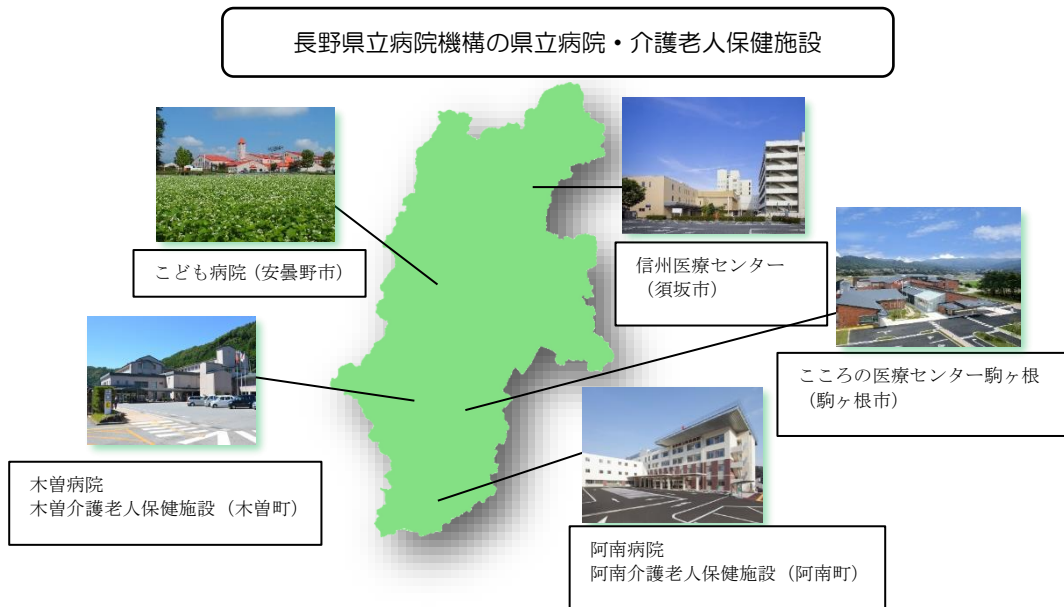 長野県立病院機構の県立病院・介護老人保健施設
こども病院（安曇野市）
信州医療センター
（須坂市）
こころの医療センター駒ヶ根
（駒ヶ根市）
木曽病院
木曽介護老人保健施設（木曽町）
阿南病院
阿南介護老人保健施設（阿南町）